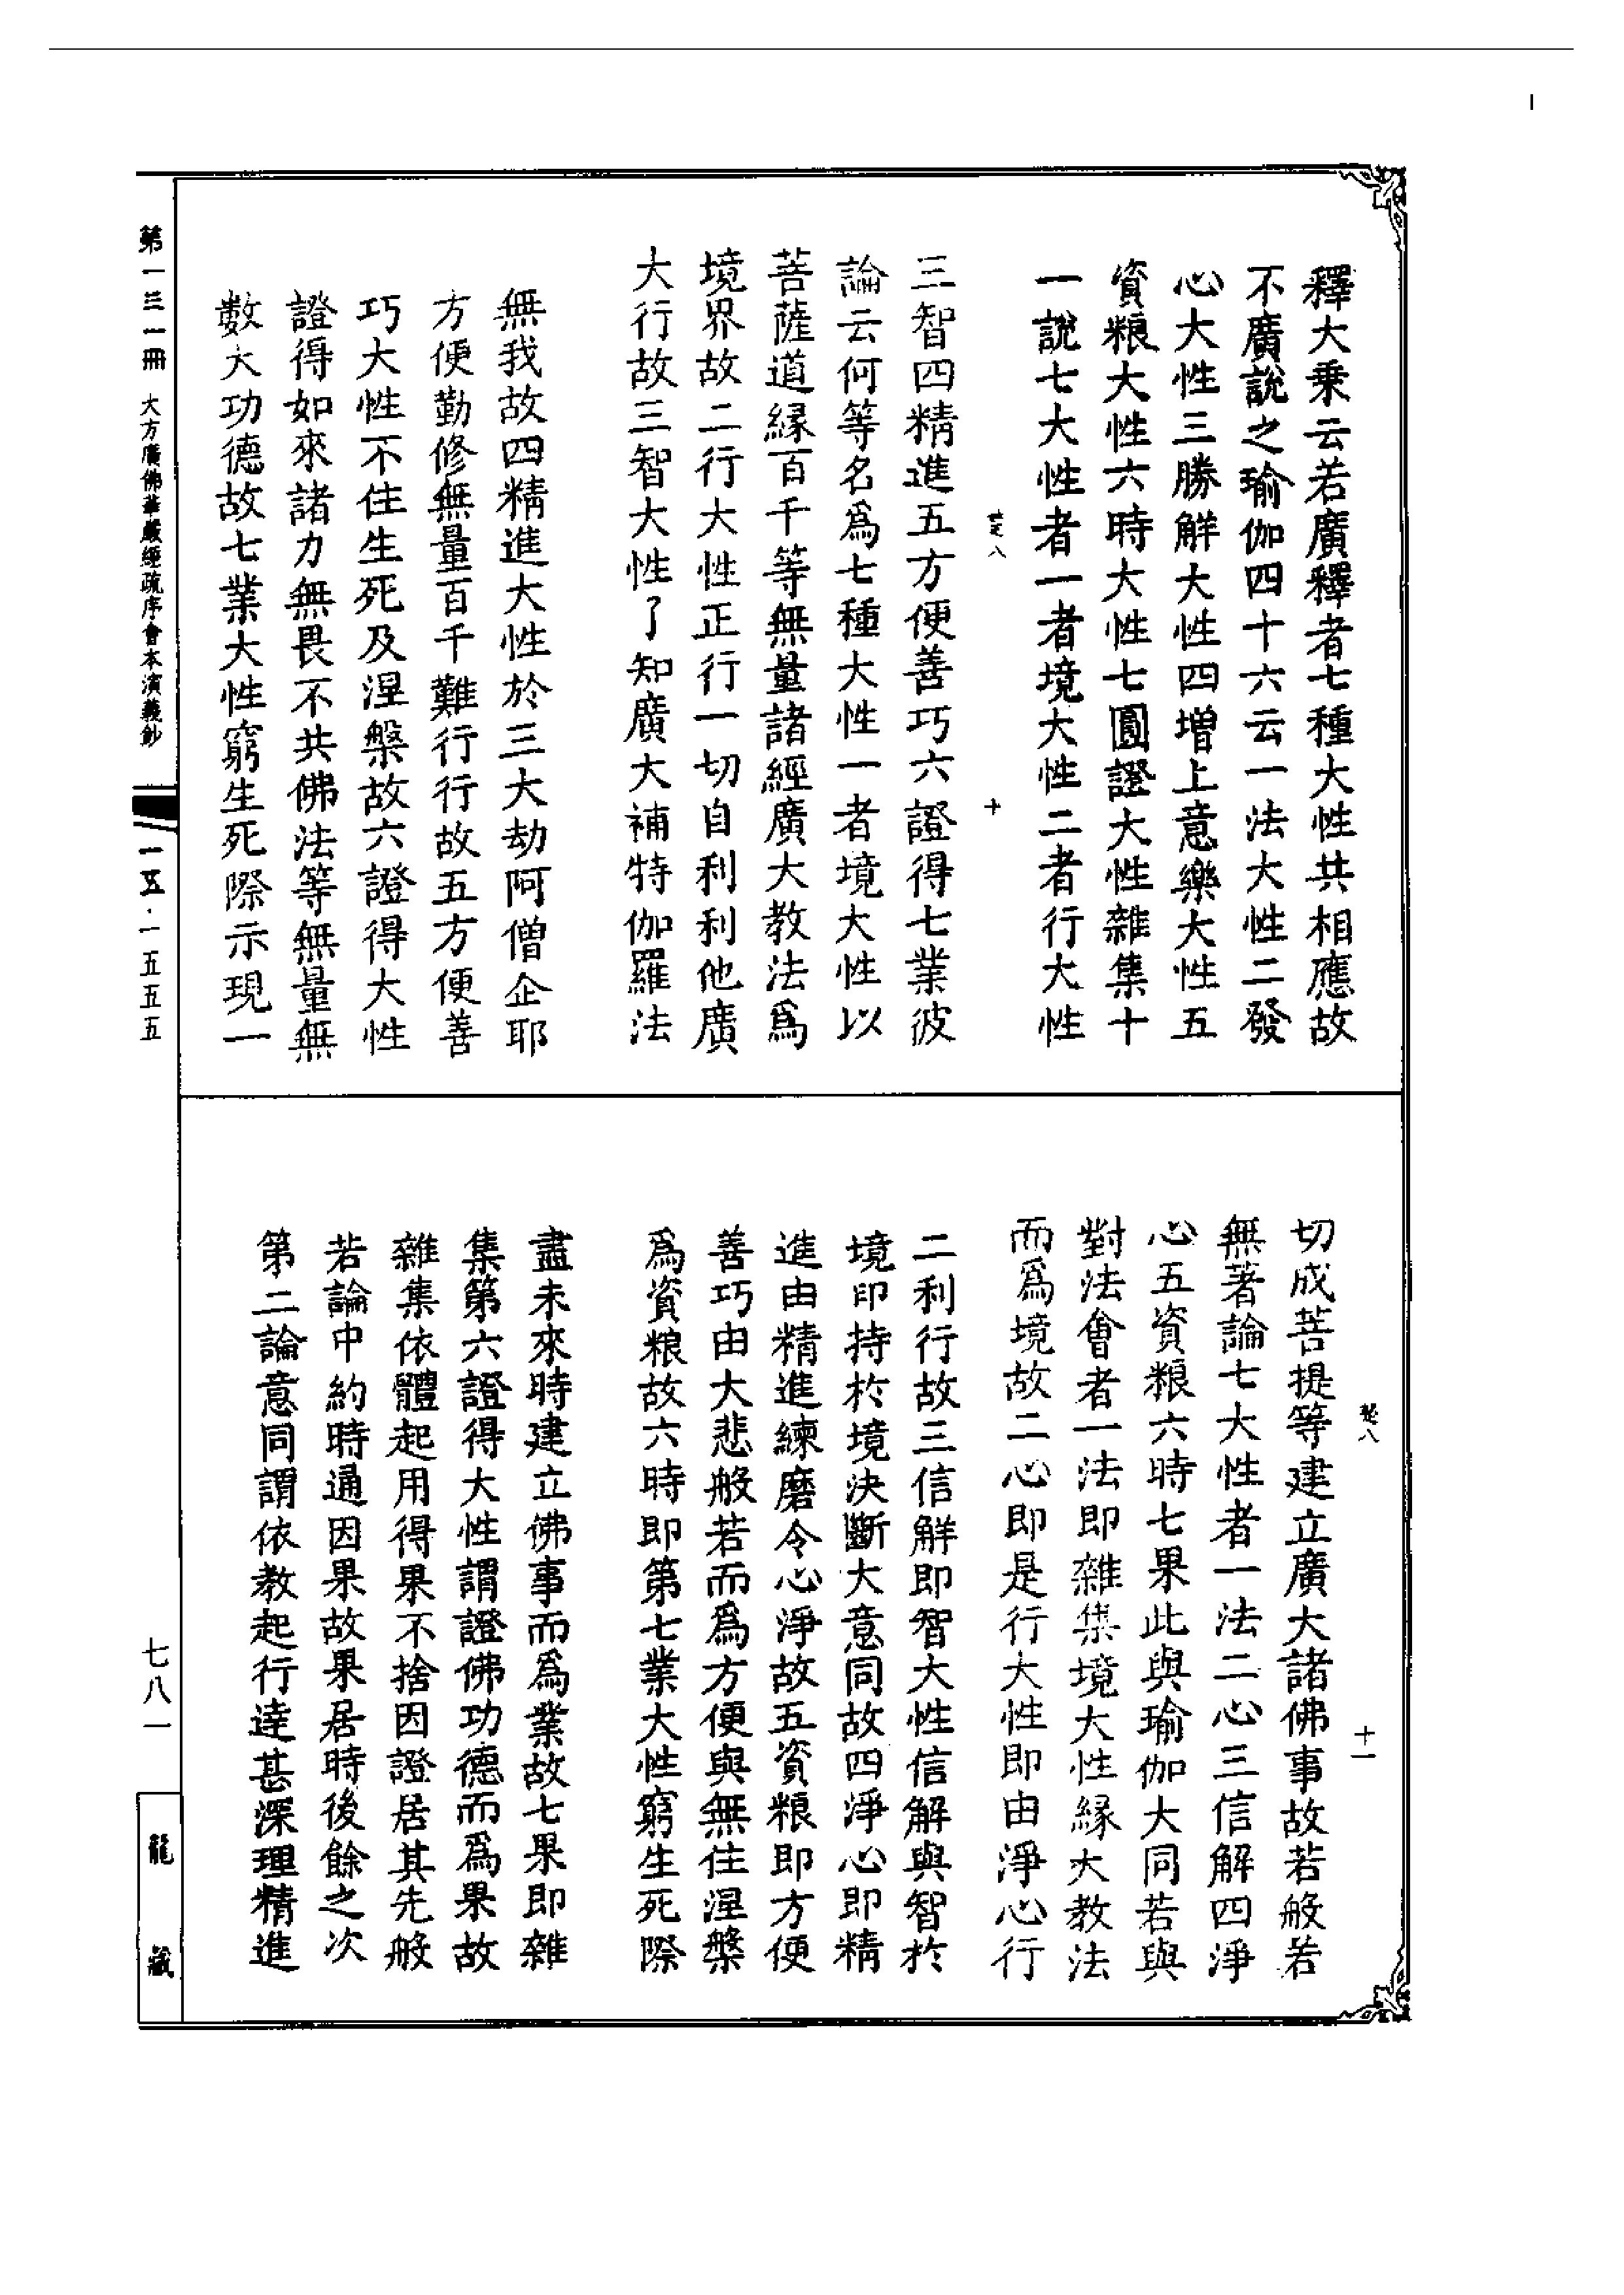 釋大乘云若廣釋者七種大性共相應故
不廣說之瑜伽四十六云一法大性二發
心大性三勝解大性四增上意樂大性五
資粮大性六時大性七圓證大性雜集十
一說七大性者一者境大性二者行大性
十
三智四精進五方便善巧六證得七業彼
論云何等名爲七種大性一者境大性以
菩薩道緣百千等無量諸經廣大教法爲
境界故二行大性正行一切自利利他廣
大行故三智大性了知廣大補特伽羅法
無我故四精進大性於三大劫阿僧企耶
方便勤修無量百千難行行故五方便善
巧大性不住生死及涅槃故六證得大性
證得如來諸力無畏不共佛法等無量無
數大功德故七業大性窮生死際示現一
十一
切成菩提等建立廣大諸佛事故若般若
無著論七大性者一法二心三信解四淨
心五資粮六時七果此與瑜伽大同若與
對法會者一法即雜集境大性緣大教法
而爲境故二心即是行大性即由淨心行
二利行故三信解即智大性信解與智於
境印持於境決斷大意同故四淨心即精
進由精進練磨令心淨故五資粮即方便
善巧由大悲般若而爲方便與無住涅槃
爲資粮故六時即第七業大性窮生死際
盡未來時建立佛事而爲業故七果即雜
集第六證得大性謂證佛功德而爲果故
雜集依體起用得果不捨因證居其先般
若論中約時通因果故果居時後餘之次
第二論意同謂依教起行達甚深理精進
第一三一冊 大方廣佛華嚴經疏序會本演義鈔
一五·一五五五
七八一
龍藏